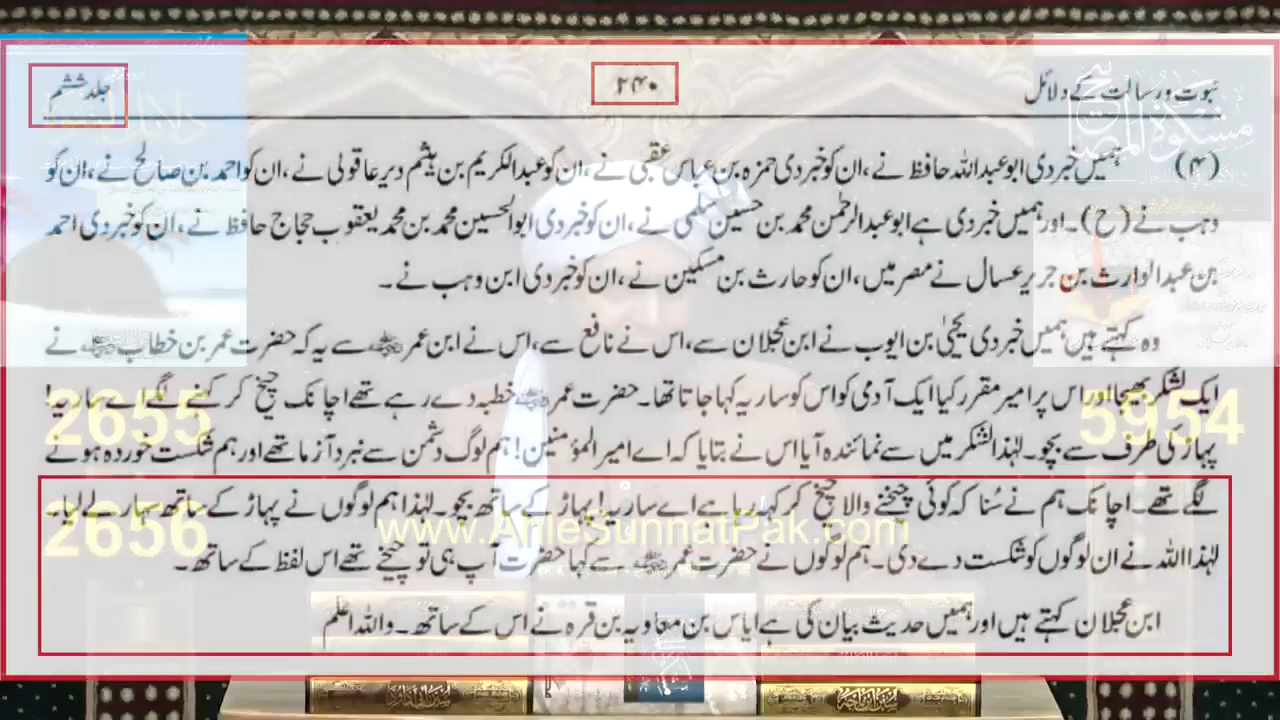 نبوت ورسالت کے دلائل
۲۴۰
جلد ششم
(۴) ہمیں خبر دی ابوعبداللہ حافظ نے، ان کو خبر دی حمزہ بن عباس عقبی نے، ان کو عبدالکریم بن ہیثم دیر عاقولی نے، ان کو احمد بن صالح نے، ان کو
وہب نے (ح)۔ اور ہمیں خبر دی ہے ابوعبدالرحمٰن محمد بن حسین سلمی نے، ان کو خبر دی ابوالحسین محمد بن محمد یعقوب حجاج حافظ نے، ان کو خبر دی احمد
بن عبدالوارث بن جریر عسال نے مصر میں، ان کو حارث بن مسکین نے، ان کو خبر دی ابن وہب نے۔
وہ کہتے ہیں ہمیں خبر دی یحییٰ بن ایوب نے ابن عجلان سے، اس نے نافع سے، اس نے ابن عمر ﷜ سے یہ کہ حضرت عمر بن خطاب ﷜ نے
ایک لشکر بھیجا اور اس پر امیر مقرر کیا ایک آدمی کو اس کو ساریہ کہا جاتا تھا۔ حضرت عمر ﷜ خطبہ دے رہے تھے اچانک چیخ کر کہنے لگے اے ساریہ!
پہاڑ کی طرف سے بچو۔ لہٰذا لشکر میں سے نمائندہ آیا اس نے بتایا کہ اے امیر المؤمنین! ہم لوگ دشمن سے نبرد آزما تھے اور ہم شکست خوردہ ہونے
لگے تھے۔ اچانک ہم نے سُنا کہ کوئی چیخنے والا چیخ کر کہہ رہا ہے اے ساریہ! پہاڑ کے ساتھ بچو۔ لہٰذا ہم لوگوں نے پہاڑ کے ساتھ سہارے لے لیا۔
لہٰذا اللہ نے ان لوگوں کو شکست دے دی۔ ہم لوگوں نے حضرت عمر ﷜ سے کہا حضرت آپ ہی تو چیخے تھے اس لفظ کے ساتھ۔
ابن عجلان کہتے ہیں اور ہمیں حدیث بیان کی ہے ایاس بن معاویہ بن قرہ نے اس کے ساتھ۔ واللہ اعلم
2655
5954
2656
www.AhleSunnatPak.com
سنن ابن ماجہ